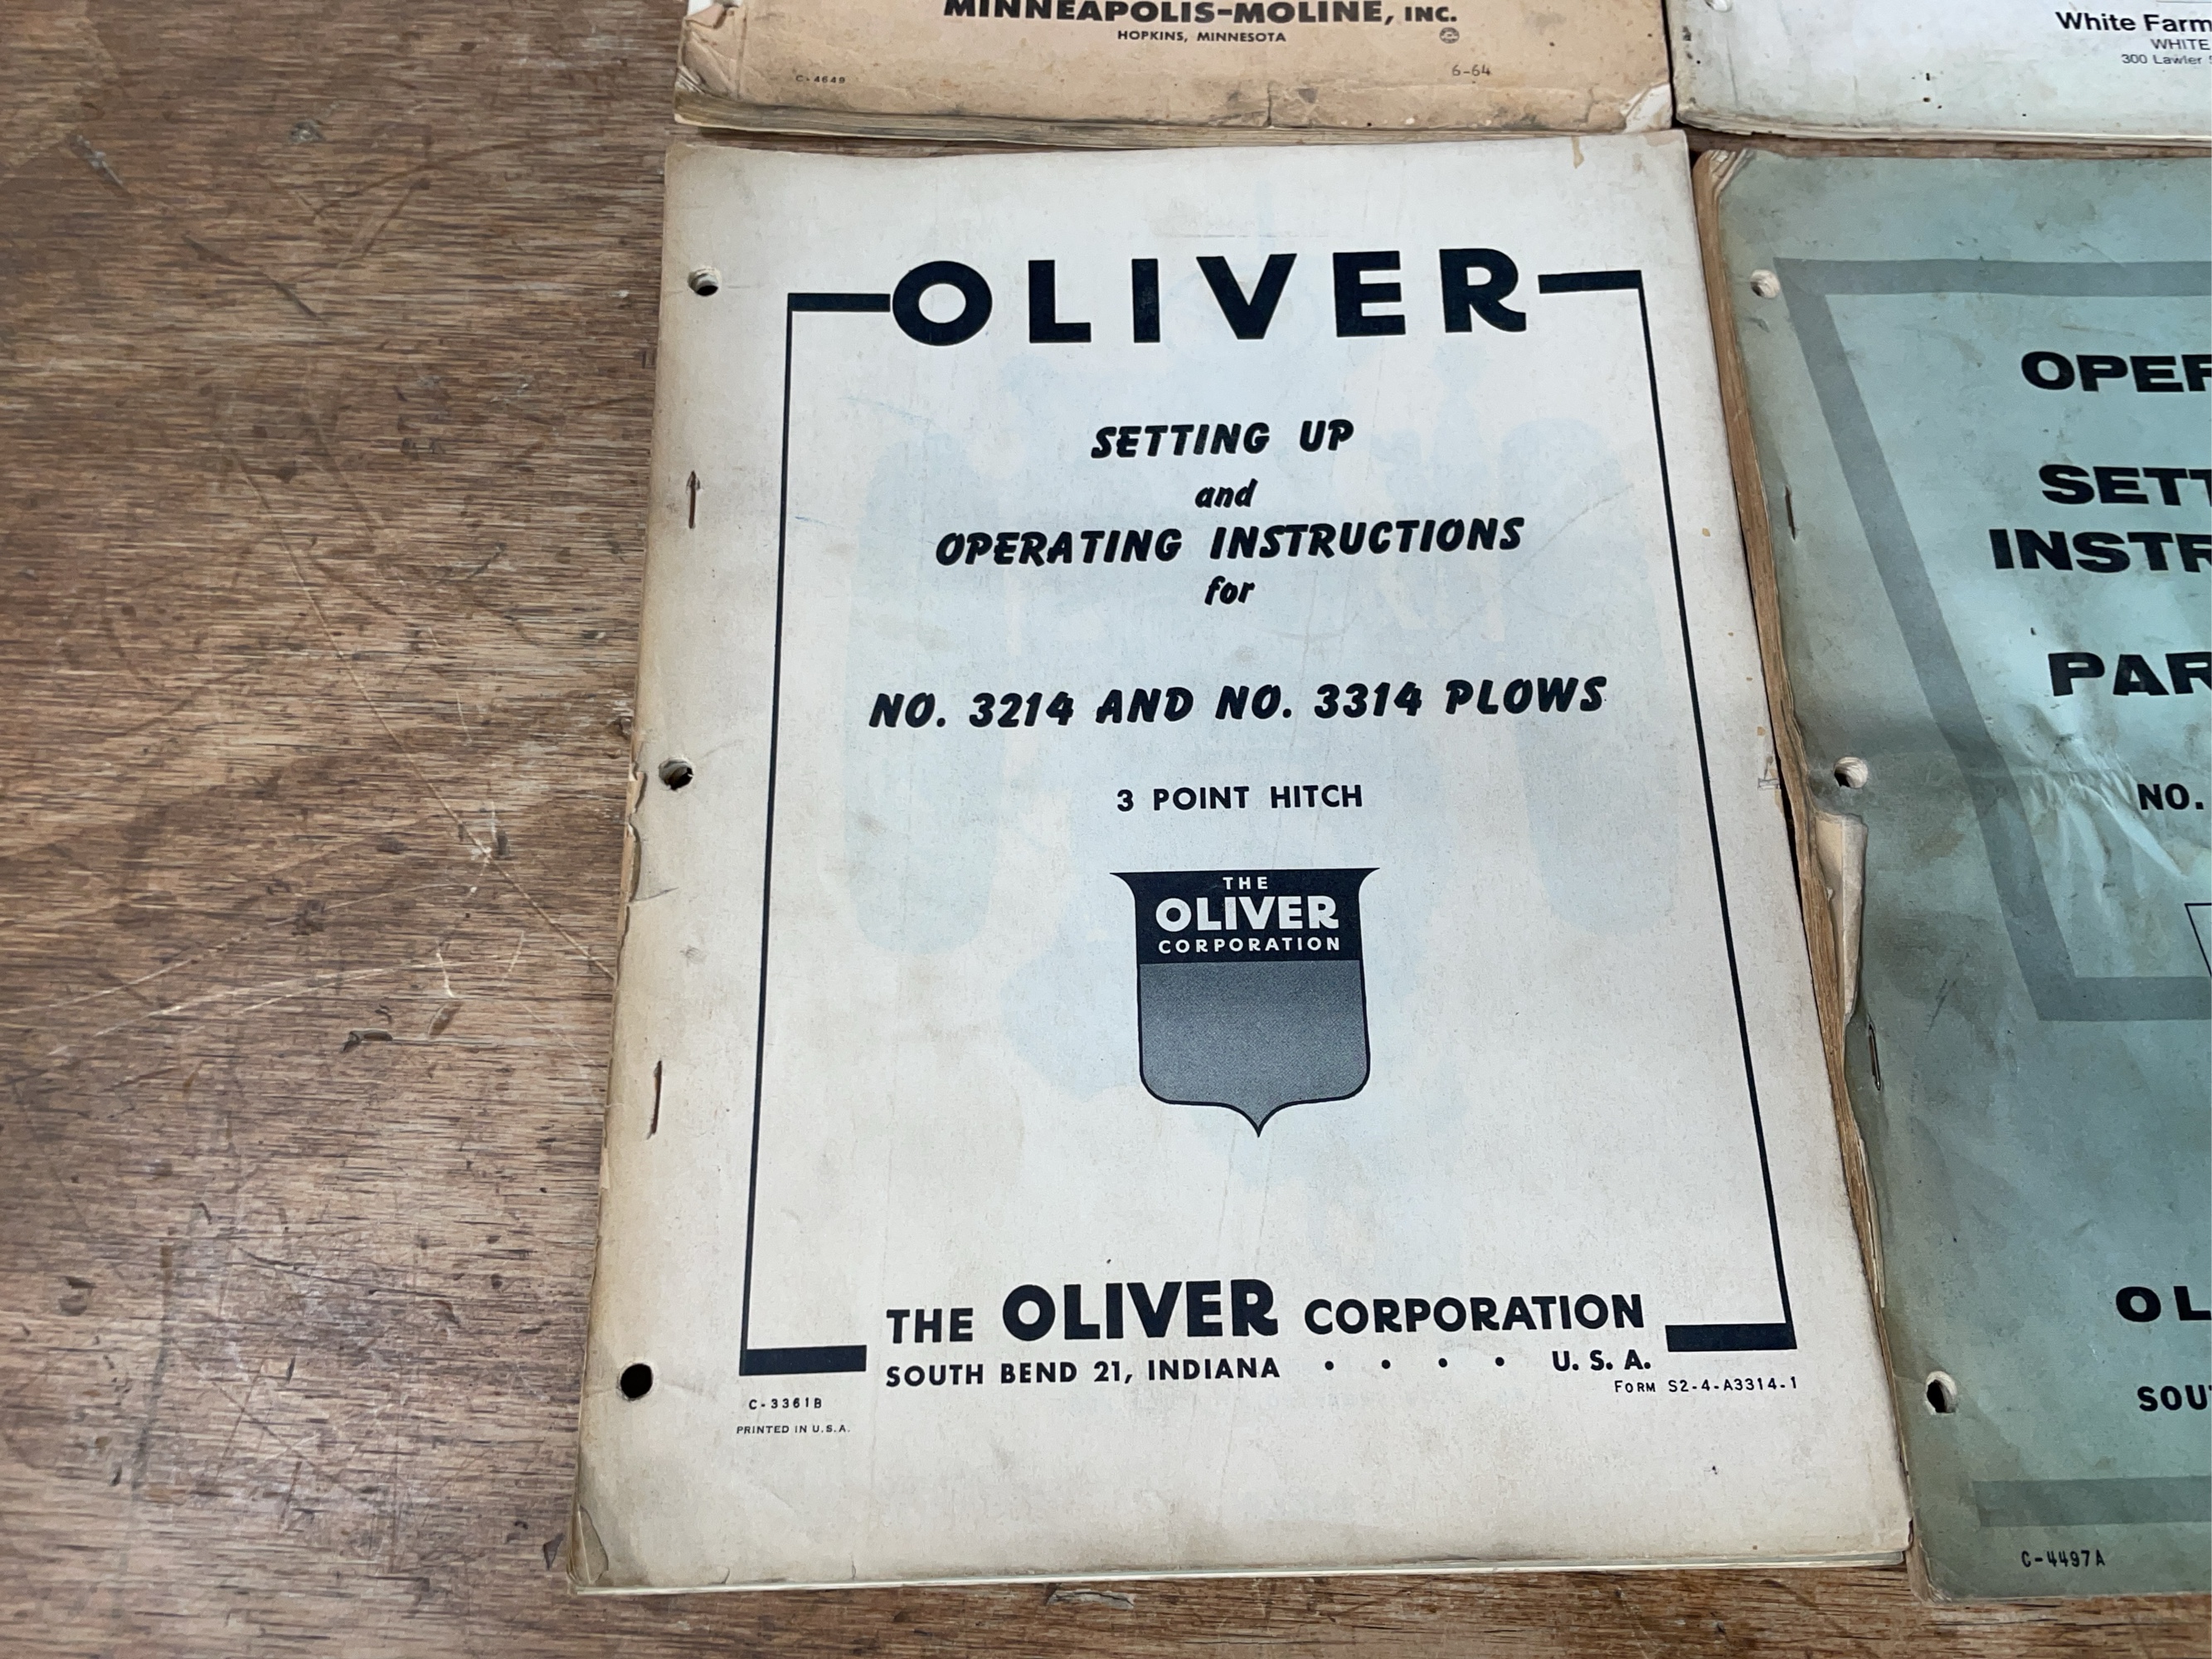 MINNEAPOLIS-MOLINE, INC.
HOPKINS, MINNESOTA
C-4649
6-64
White Farm
WHITE
300 Lawler
OLIVER
SETTING UP
and
OPERATING INSTRUCTIONS
for
NO. 3214 AND NO. 3314 PLOWS
3 POINT HITCH
THE
OLIVER
CORPORATION
THE OLIVER CORPORATION
SOUTH BEND 21, INDIANA . . . . U. S. A.
FORM S2-4-A3314-1
C-3361B
PRINTED IN U.S.A.
OPER
SETT
INSTR
PAR
NO.
OL
SOU
C-4497A